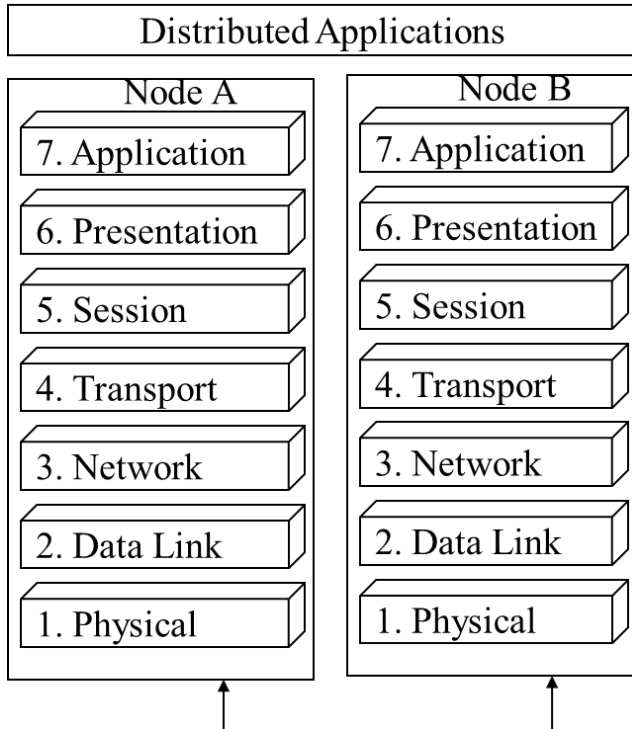 Distributed Applications
Node A
7. Application
6. Presentation
5. Session
4. Transport
3. Network
2. Data Link
1. Physical
Node B
7. Application
6. Presentation
5. Session
4. Transport
3. Network
2. Data Link
1. Physical